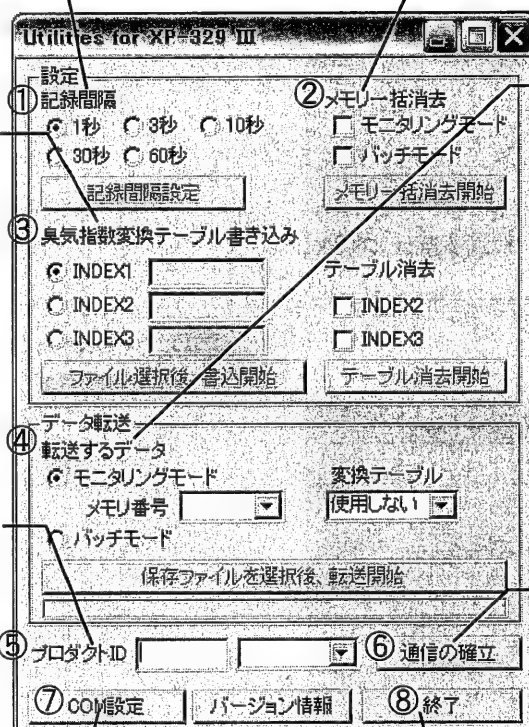 Utilities for XP-329 III
設定
①記録間隔
1秒 3秒 10秒
30秒 60秒
記録間隔設定
②メモリ一括消去
モニタリングモード
バッチモード
メモリ一括消去開始
③臭気指数変換テーブル書き込み
INDEX1
INDEX2
INDEX3
ファイル選択後、書込開始
テーブル消去
INDEX2
INDEX3
テーブル消去開始
データ転送
④転送するデータ
モニタリングモード
メモリ番号
バッチモード
変換テーブル
使用しない
保存ファイルを選択後、転送開始
⑤プロダクトID
⑥通信の確立
⑦COM設定
バージョン情報
⑧終了